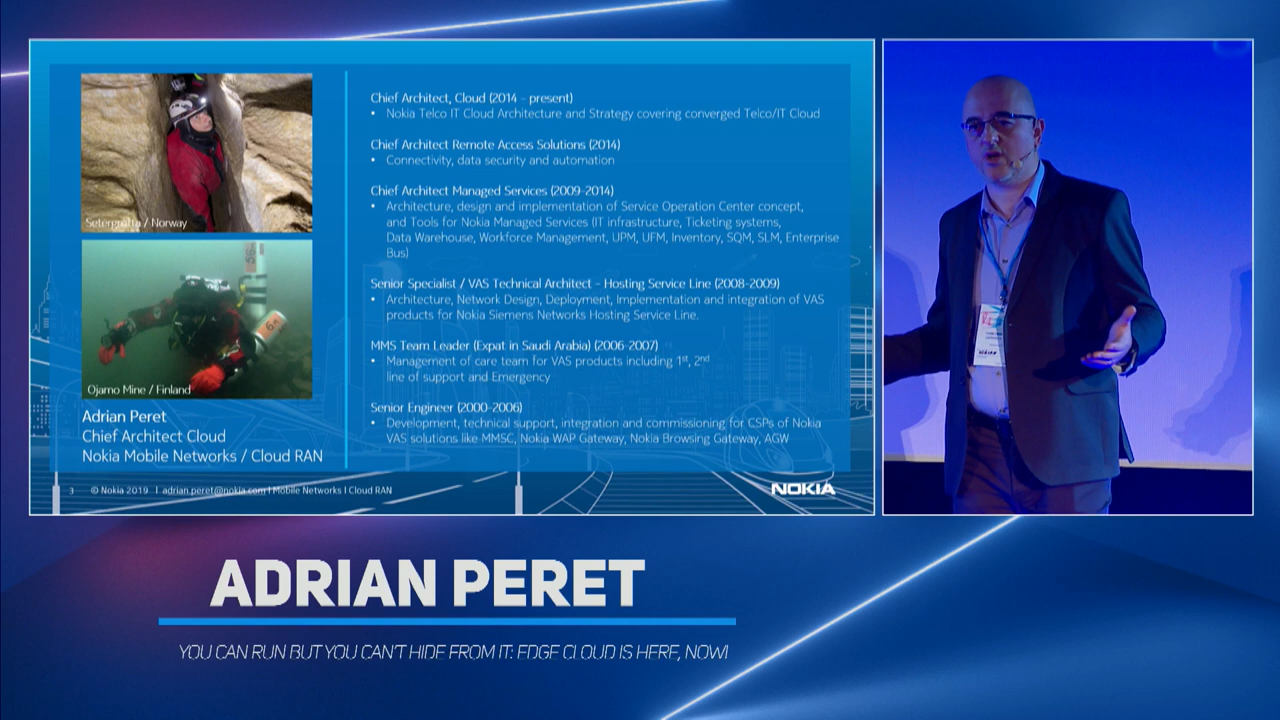 Setergrotta / Norway
Ojamo Mine / Finland
Adrian Peret
Chief Architect Cloud
Nokia Mobile Networks / Cloud RAN
Chief Architect, Cloud (2014 - present)
• Nokia Telco IT Cloud Architecture and Strategy covering converged Telco/IT Cloud
Chief Architect Remote Access Solutions (2014)
• Connectivity, data security and automation
Chief Architect Managed Services (2009-2014)
• Architecture, design and implementation of Service Operation Center concept,
and Tools for Nokia Managed Services (IT infrastructure, Ticketing systems,
Data Warehouse, Workforce Management, UPM, UFM, Inventory, SQM, SLM, Enterprise
Bus)
Senior Specialist / VAS Technical Architect - Hosting Service Line (2008-2009)
• Architecture, Network Design, Deployment, Implementation and integration of VAS
products for Nokia Siemens Networks Hosting Service Line.
MMS Team Leader (Expat in Saudi Arabia) (2006-2007)
• Management of care team for VAS products including 1st, 2nd
line of support and Emergency
Senior Engineer (2000-2006)
• Development, technical support, integration and commissioning for CSPs of Nokia
VAS solutions like MMSC, Nokia WAP Gateway, Nokia Browsing Gateway, AGW
3 © Nokia 2019 | adrian.peret@nokia.com | Mobile Networks | Cloud RAN
NOKIA
ADRIAN PERET
YOU CAN RUN BUT YOU CAN'T HIDE FROM IT: EDGE CLOUD IS HERE, NOW!